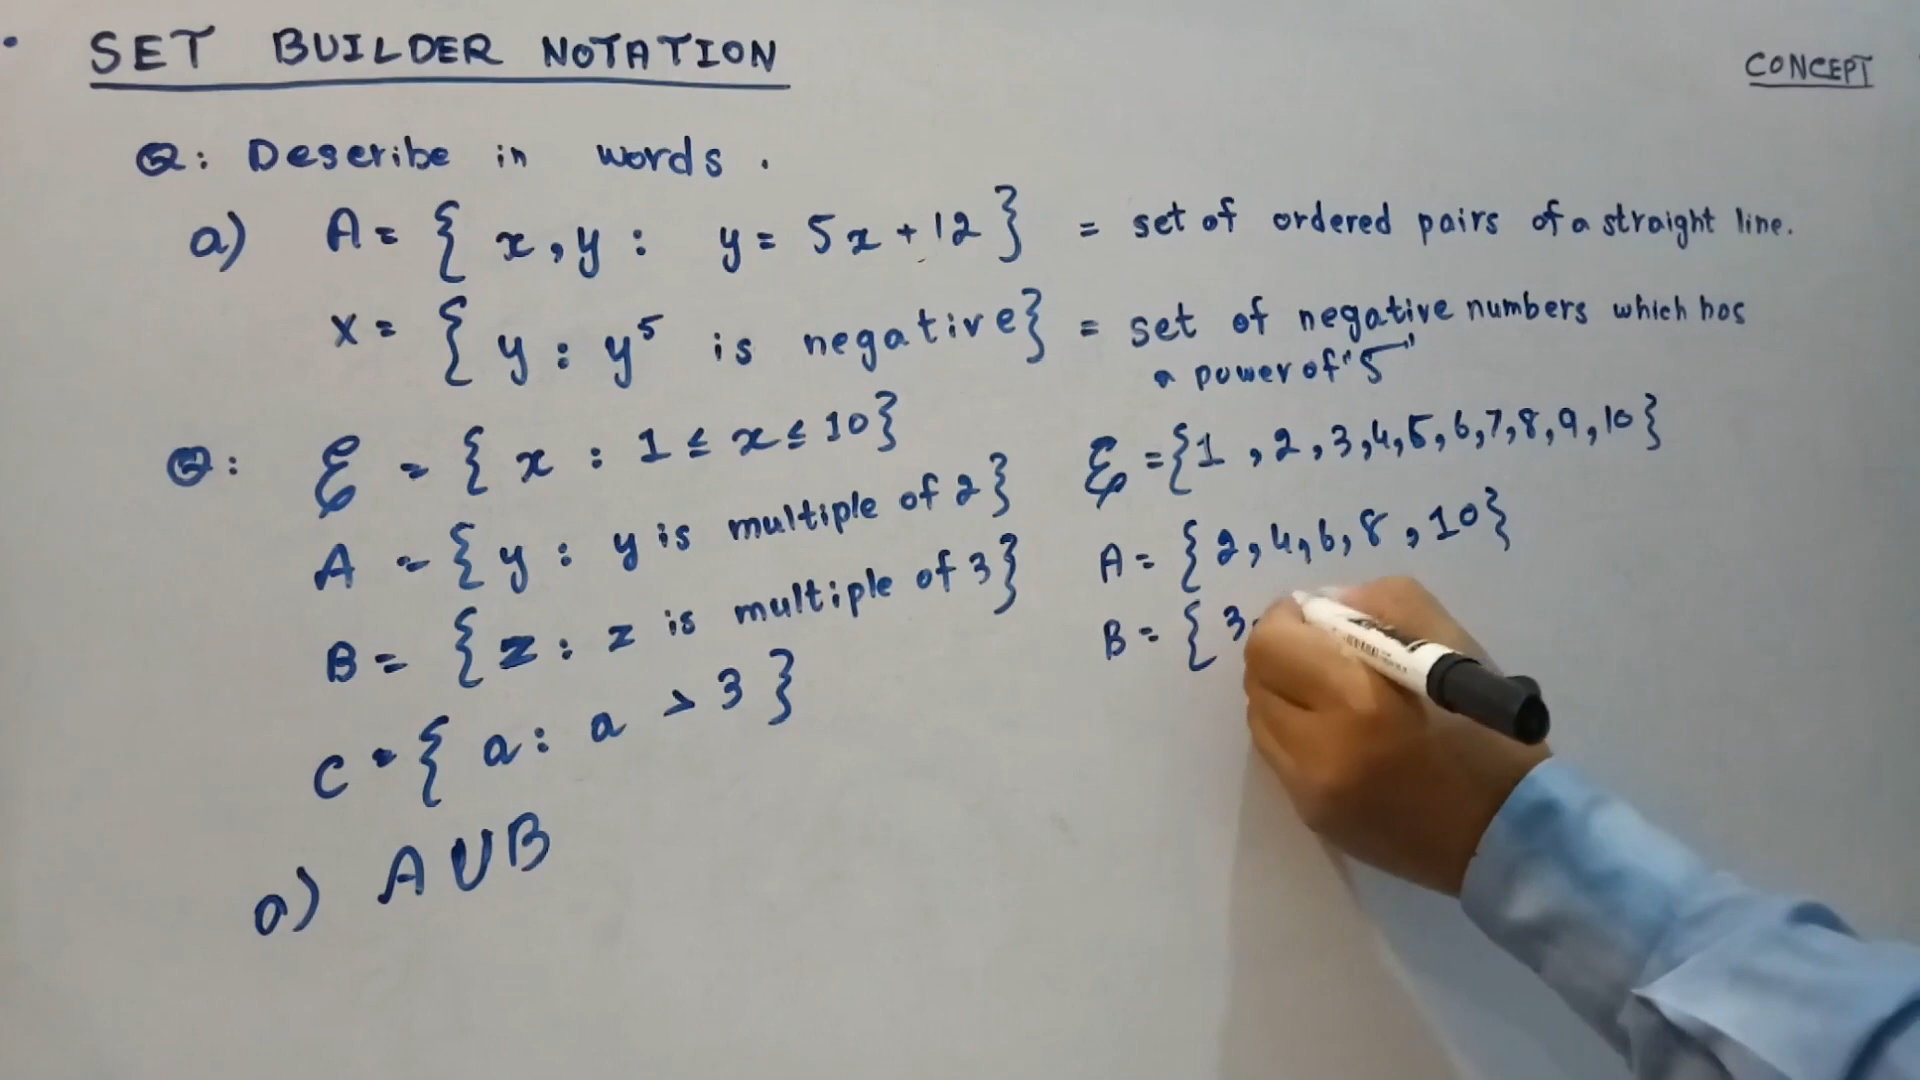 SET BUILDER NOTATION
CONCEPT
Q: Describe in words.
a) A = { x, y : y = 5x + 12 } = set of ordered pairs of a straight line.
X = { y : y⁵ is negative } = set of negative numbers which has
a power of "5"
Q: ξ = { x : 1 ≤ x ≤ 10 } ξ = { 1, 2, 3, 4, 5, 6, 7, 8, 9, 10 }
A = { y : y is multiple of 2 } A = { 2, 4, 6, 8, 10 }
B = { z : z is multiple of 3 } B = { 3,
C = { a : a > 3 }
a) A U B